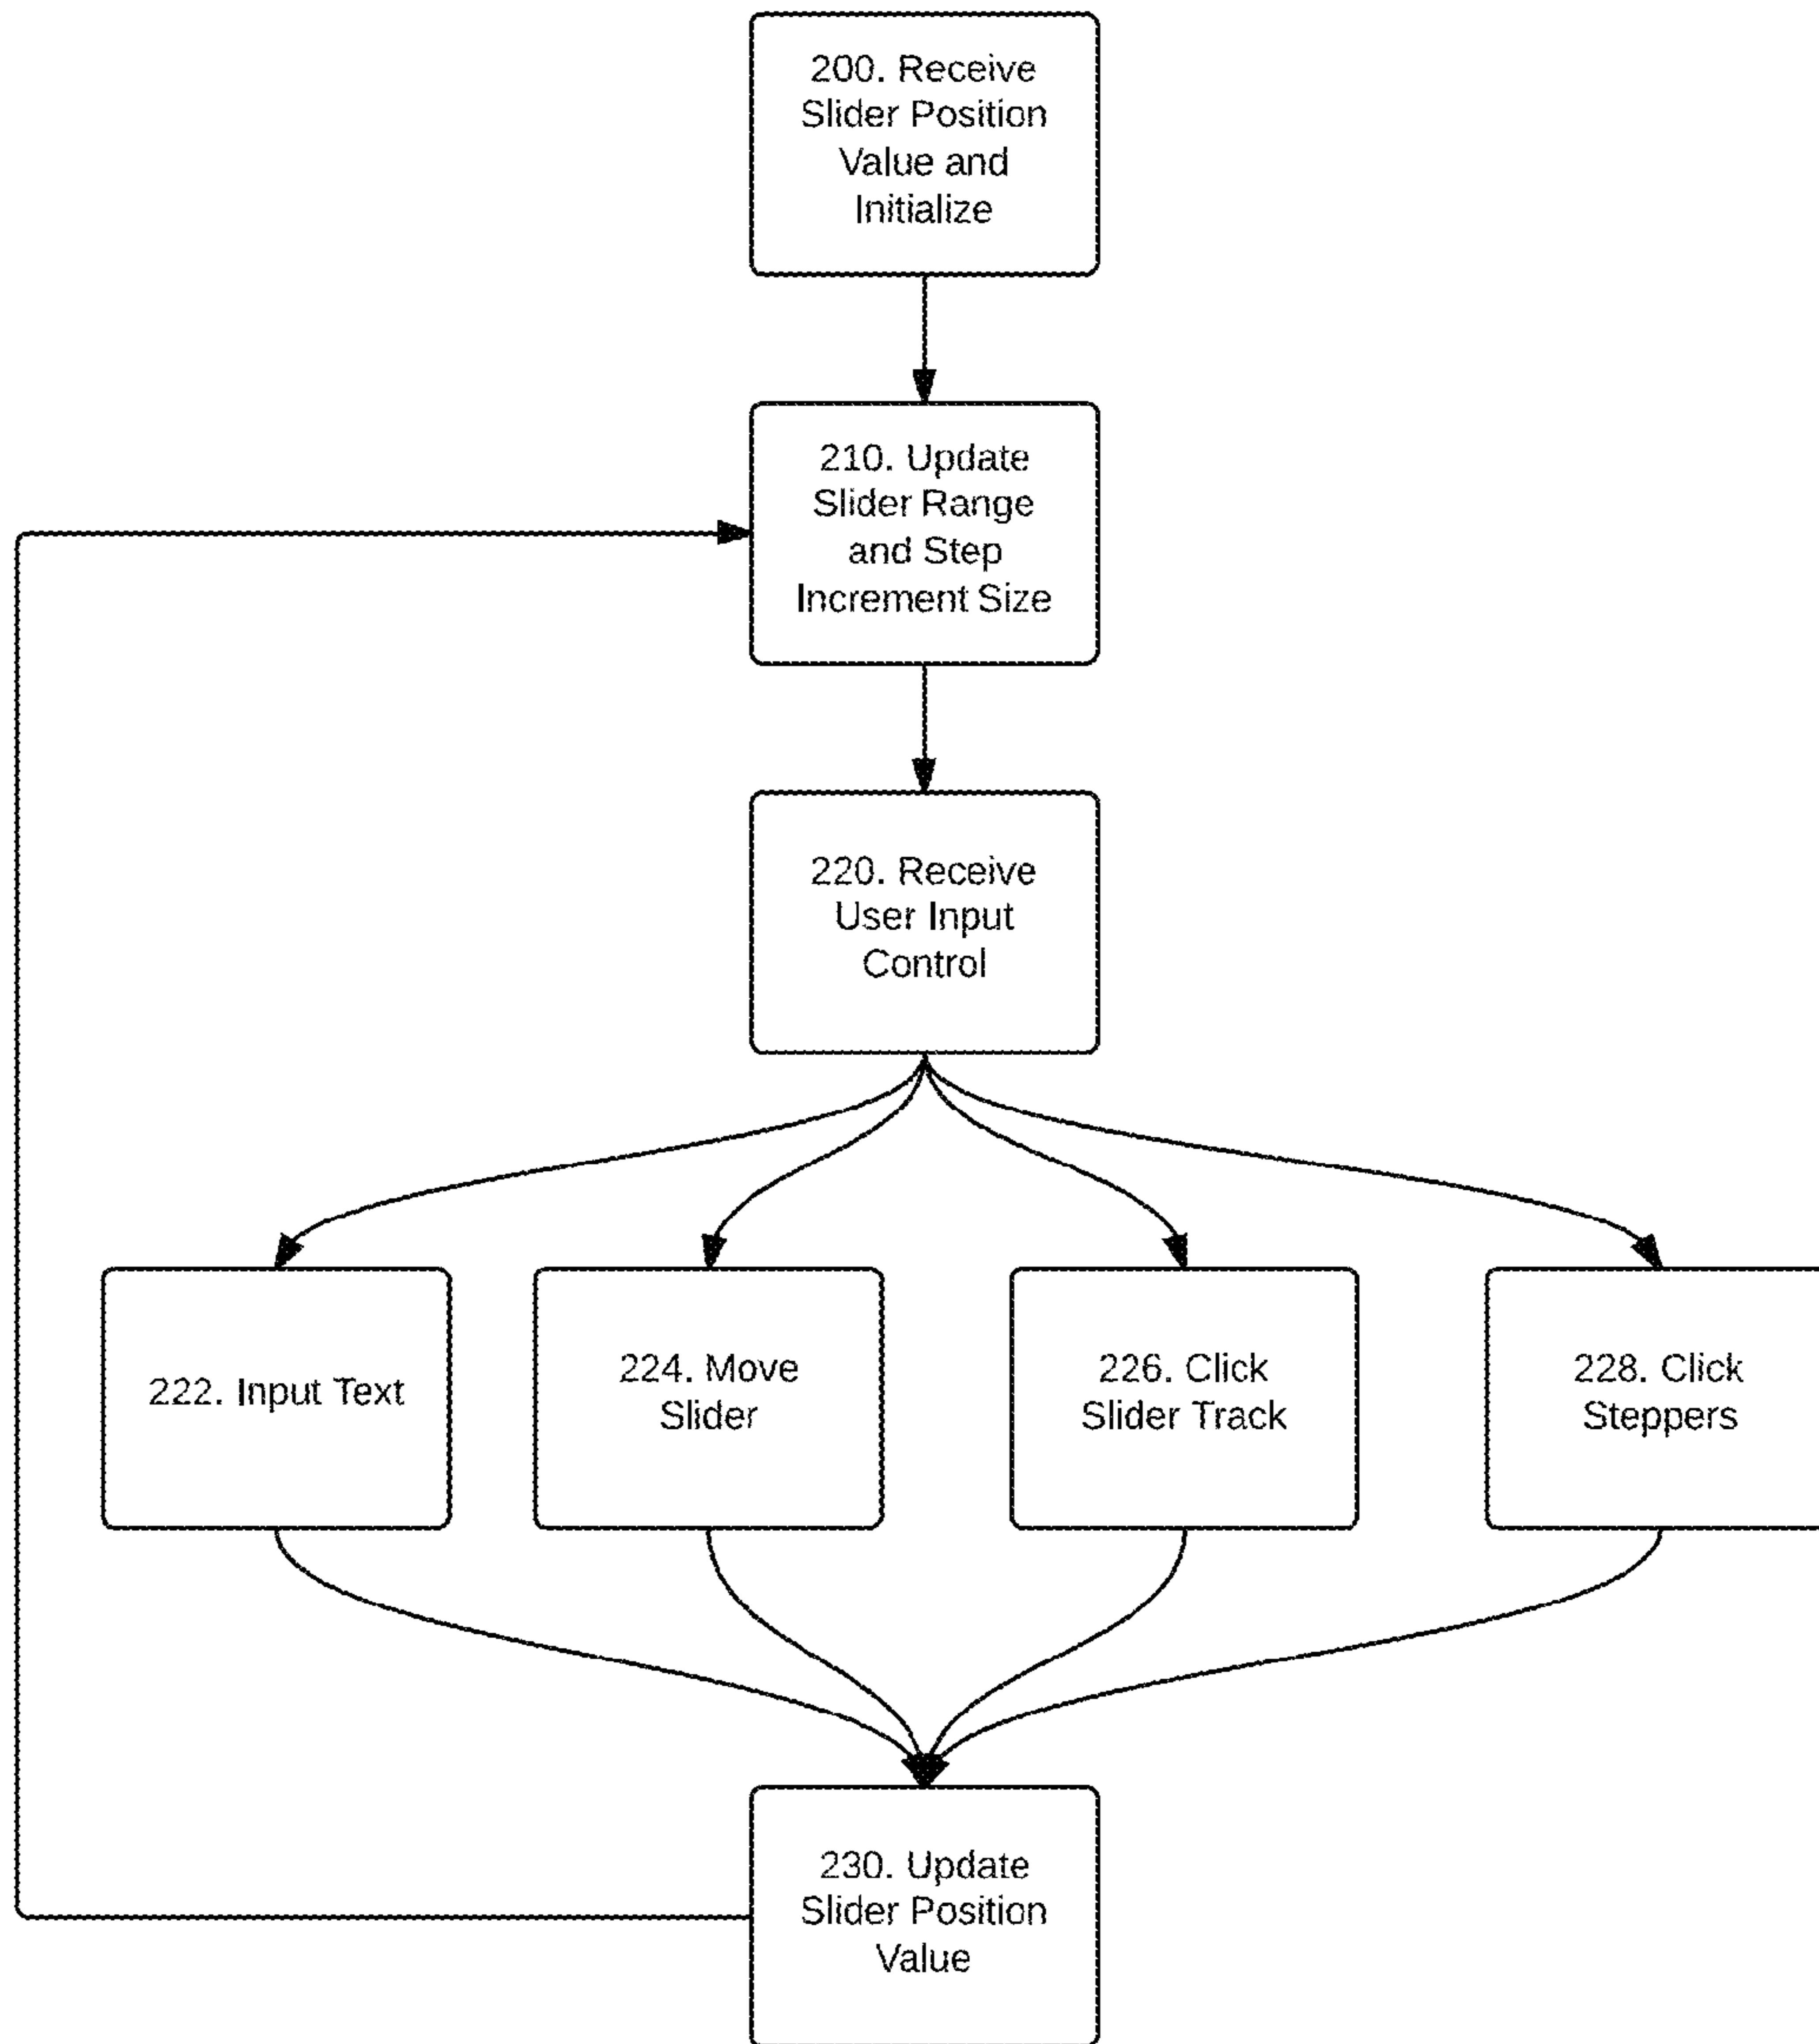 200. Receive
Slider Position
Value and
Initialize
210. Update
Slider Range
and Step
Increment Size
220. Receive
User Input
Control
222. Input Text
224. Move
Slider
226. Click
Slider Track
228. Click
Steppers
230. Update
Slider Position
Value